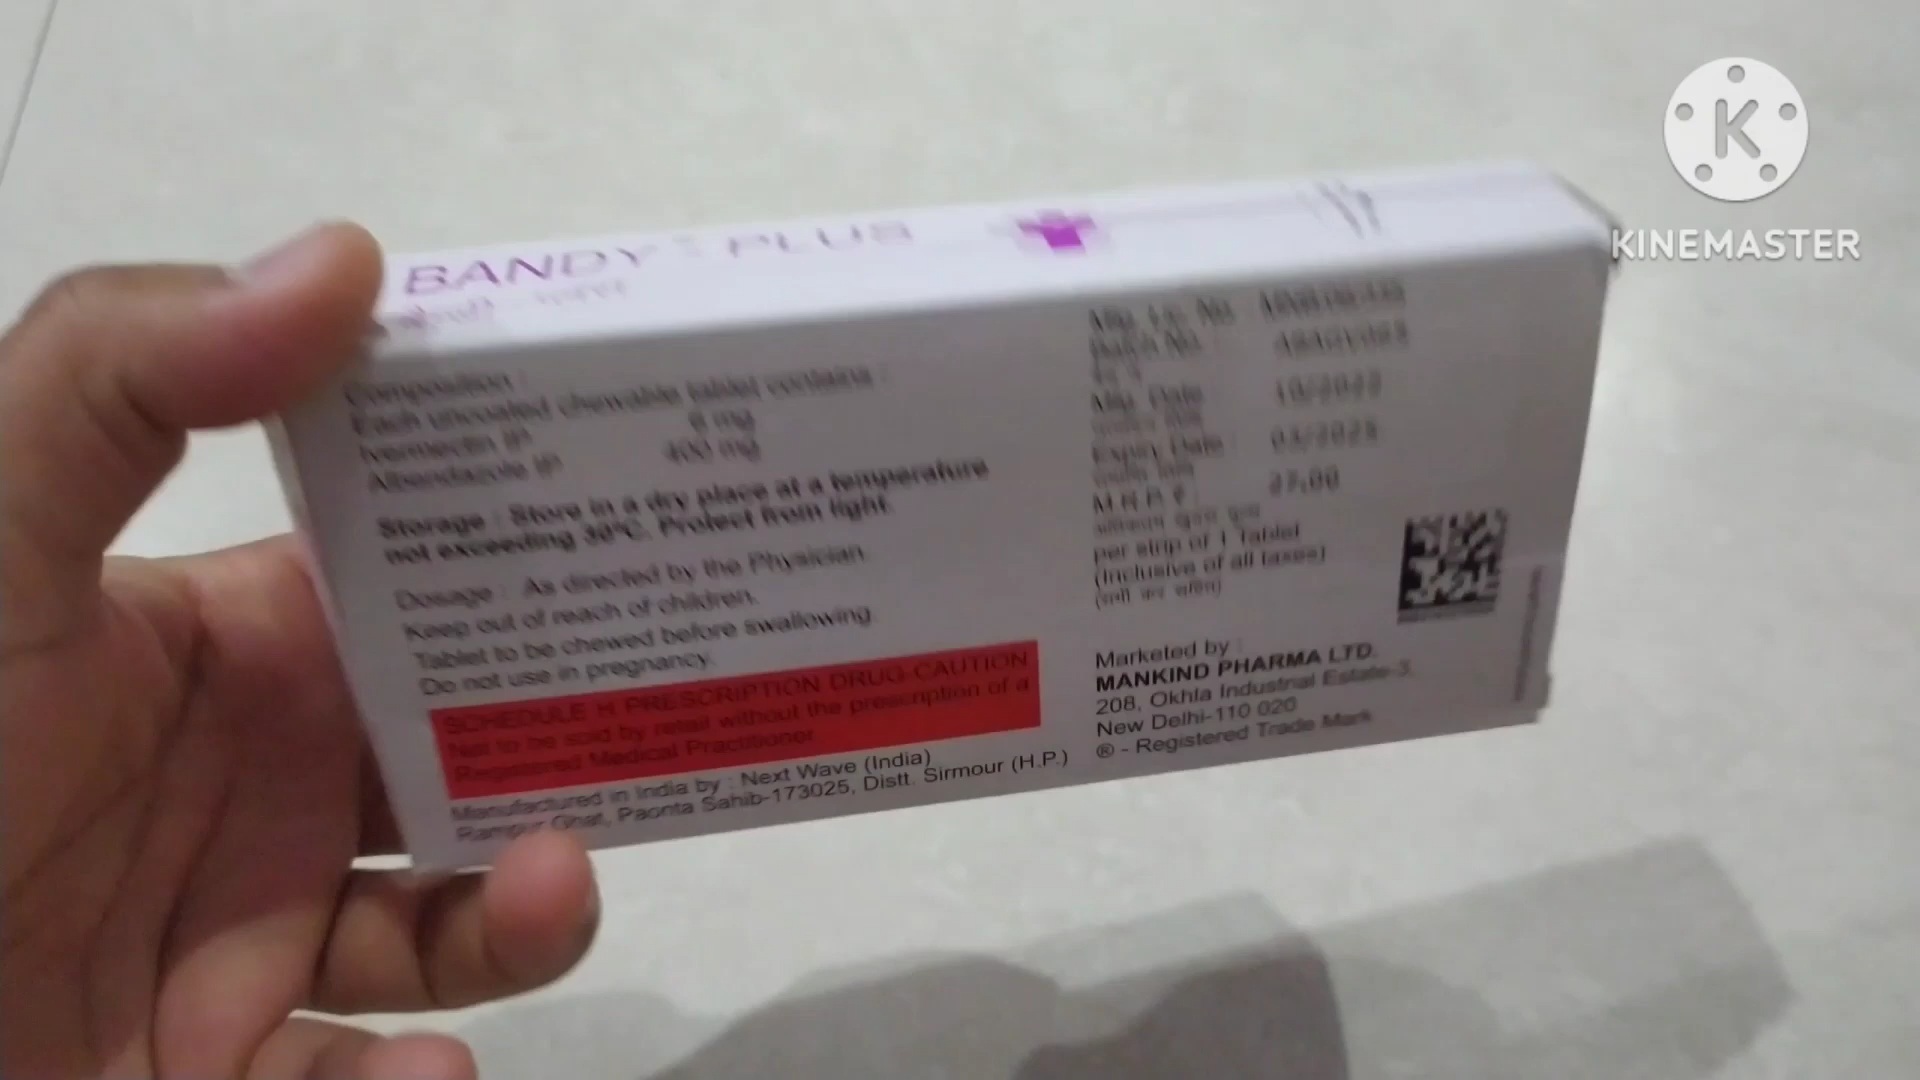 BANDY PLUS
Composition :
Each uncoated chewable tablet contains :
Ivermectin IP 6 mg
Albendazole IP 400 mg
Storage : Store in a dry place at a temperature
not exceeding 30°C. Protect from light.
Dosage : As directed by the Physician.
Keep out of reach of children.
Tablet to be chewed before swallowing.
Do not use in pregnancy.
SCHEDULE H PRESCRIPTION DRUG-CAUTION
Not to be sold by retail without the prescription of a
Registered Medical Practitioner.
Manufactured in India by : Next Wave (India)
Rampur Ghat, Paonta Sahib-173025, Distt. Sirmour (H.P.)
Mfg. Lic. No.
Batch No.
Mfg. Date : 10/2022
Expiry Date :
M.R.P. ₹ : 27.00
per strip of 1 Tablet
(Inclusive of all taxes)
(सभी कर सहित)
Marketed by :
MANKIND PHARMA LTD.
208, Okhla Industrial Estate-3,
New Delhi-110 020
® - Registered Trade Mark
K
KINEMASTER